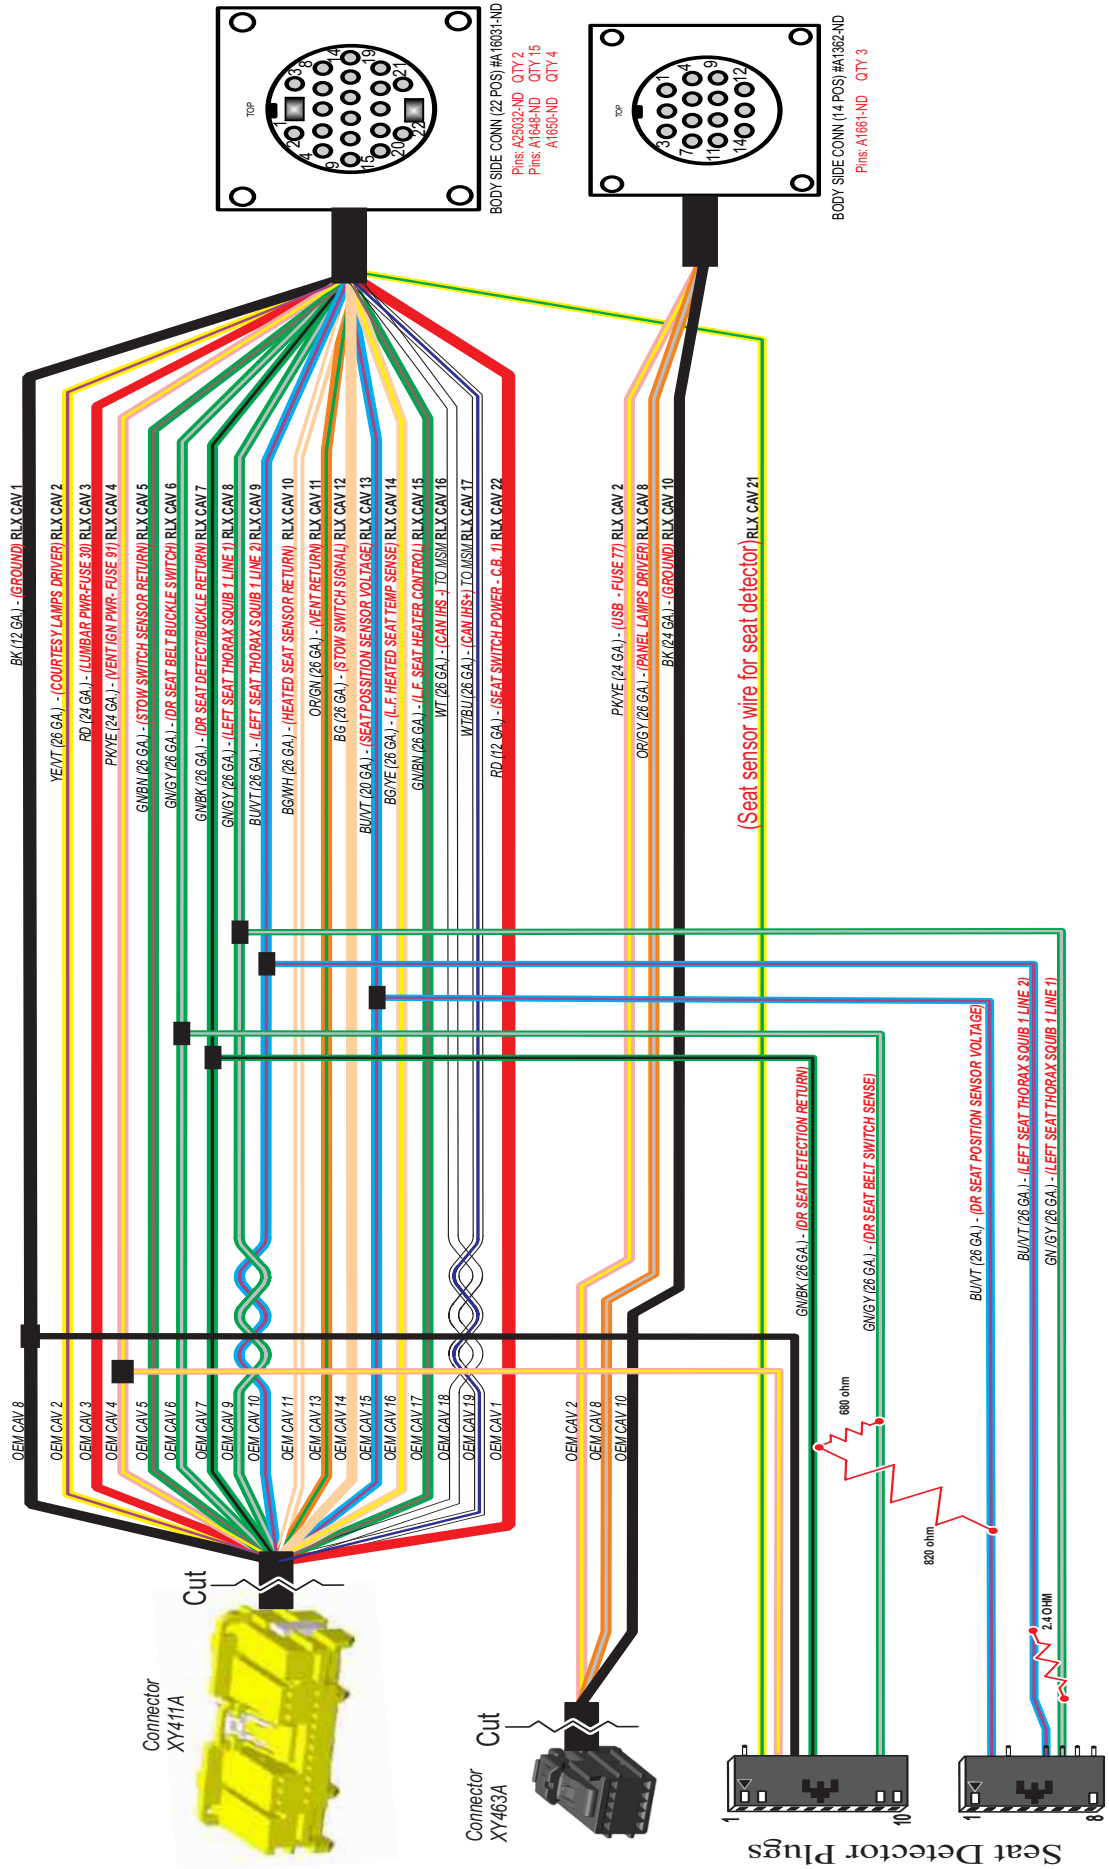 TOP
1
2
3
4
8
9
14
15
19
20
21
22
BODY SIDE CONN (22 POS) #A16031-ND
Pins: A25032-ND QTY 2
Pins: A1648-ND QTY 15
A1650-ND QTY 4
TOP
3
1
7
4
11
9
14
12
BODY SIDE CONN (14 POS) #A1362-ND
Pins: A1661-ND QTY 3
BK (12 GA.) - (GROUND) RLX CAV 1
YE/VT (26 GA.) - (COURTESY LAMPS DRIVER) RLX CAV 2
RD (24 GA.) - (LUMBAR PWR-FUSE 30) RLX CAV 3
PK/YE (24 GA.) - (VENT IGN PWR- FUSE 91) RLX CAV 4
GN/BN (26 GA.) - (STOW SWITCH SENSOR RETURN) RLX CAV 5
GN/GY (26 GA.) - (DR SEAT BELT BUCKLE SWITCH) RLX CAV 6
GN/BK (26 GA.) - (DR SEAT DETECT/BUCKLE RETURN) RLX CAV 7
GN/GY (26 GA.) - (LEFT SEAT THORAX SQUIB 1 LINE 1) RLX CAV 8
BU/VT (26 GA.) - (LEFT SEAT THORAX SQUIB 1 LINE 2) RLX CAV 9
BG/WH (26 GA.) - (HEATED SEAT SENSOR RETURN) RLX CAV 10
OR/GN (26 GA.) - (VENT RETURN) RLX CAV 11
BG (26 GA.) - (STOW SWITCH SIGNAL) RLX CAV 12
BU/VT (20 GA.) - (SEAT POSSITION SENSOR VOLTAGE) RLX CAV 13
BG/YE (26 GA.) - (L.F. HEATED SEAT TEMP SENSE) RLX CAV 14
GN/BN (26 GA.) - (L.F. SEAT HEATER CONTROL) RLX CAV 15
WT (26 GA.) - (CAN IHS -) TO MSM RLX CAV 16
WT/BU (26 GA.) - (CAN IHS+) TO MSM RLX CAV 17
RD (12 GA.) - (SEAT SWITCH POWER - C.B. 1) RLX CAV 22
PK/YE (24 GA.) - (USB - FUSE 77) RLX CAV 2
OR/GY (26 GA.) - (PANEL LAMPS DRIVER) RLX CAV 8
BK (24 GA.) - (GROUND) RLX CAV 10
(Seat sensor wire for seat detector) RLX CAV 21
GN/BK (26 GA.) - (DR SEAT DETECTION RETURN)
GN/GY (26 GA.) - (DR SEAT BELT SWITCH SENSE)
BU/VT (26 GA.) - (DR SEAT POSITION SENSOR VOLTAGE)
BU/VT (26 GA.) - (LEFT SEAT THORAX SQUIB 1 LINE 2)
GN /GY (26 GA.) - (LEFT SEAT THORAX SQUIB 1 LINE 1)
OEM CAV 8
OEM CAV 2
OEM CAV 3
OEM CAV 4
OEM CAV 5
OEM CAV 6
OEM CAV 7
OEM CAV 9
OEM CAV 10
OEM CAV 11
OEM CAV 13
OEM CAV 14
OEM CAV 15
OEM CAV 16
OEM CAV 17
OEM CAV 18
OEM CAV 19
OEM CAV 1
OEM CAV 2
OEM CAV 8
OEM CAV 10
680 ohm
820 ohm
2.4 OHM
Cut
Connector
XY411A
Cut
Connector
XY463A
1
10
1
8
Seat Detector Plugs